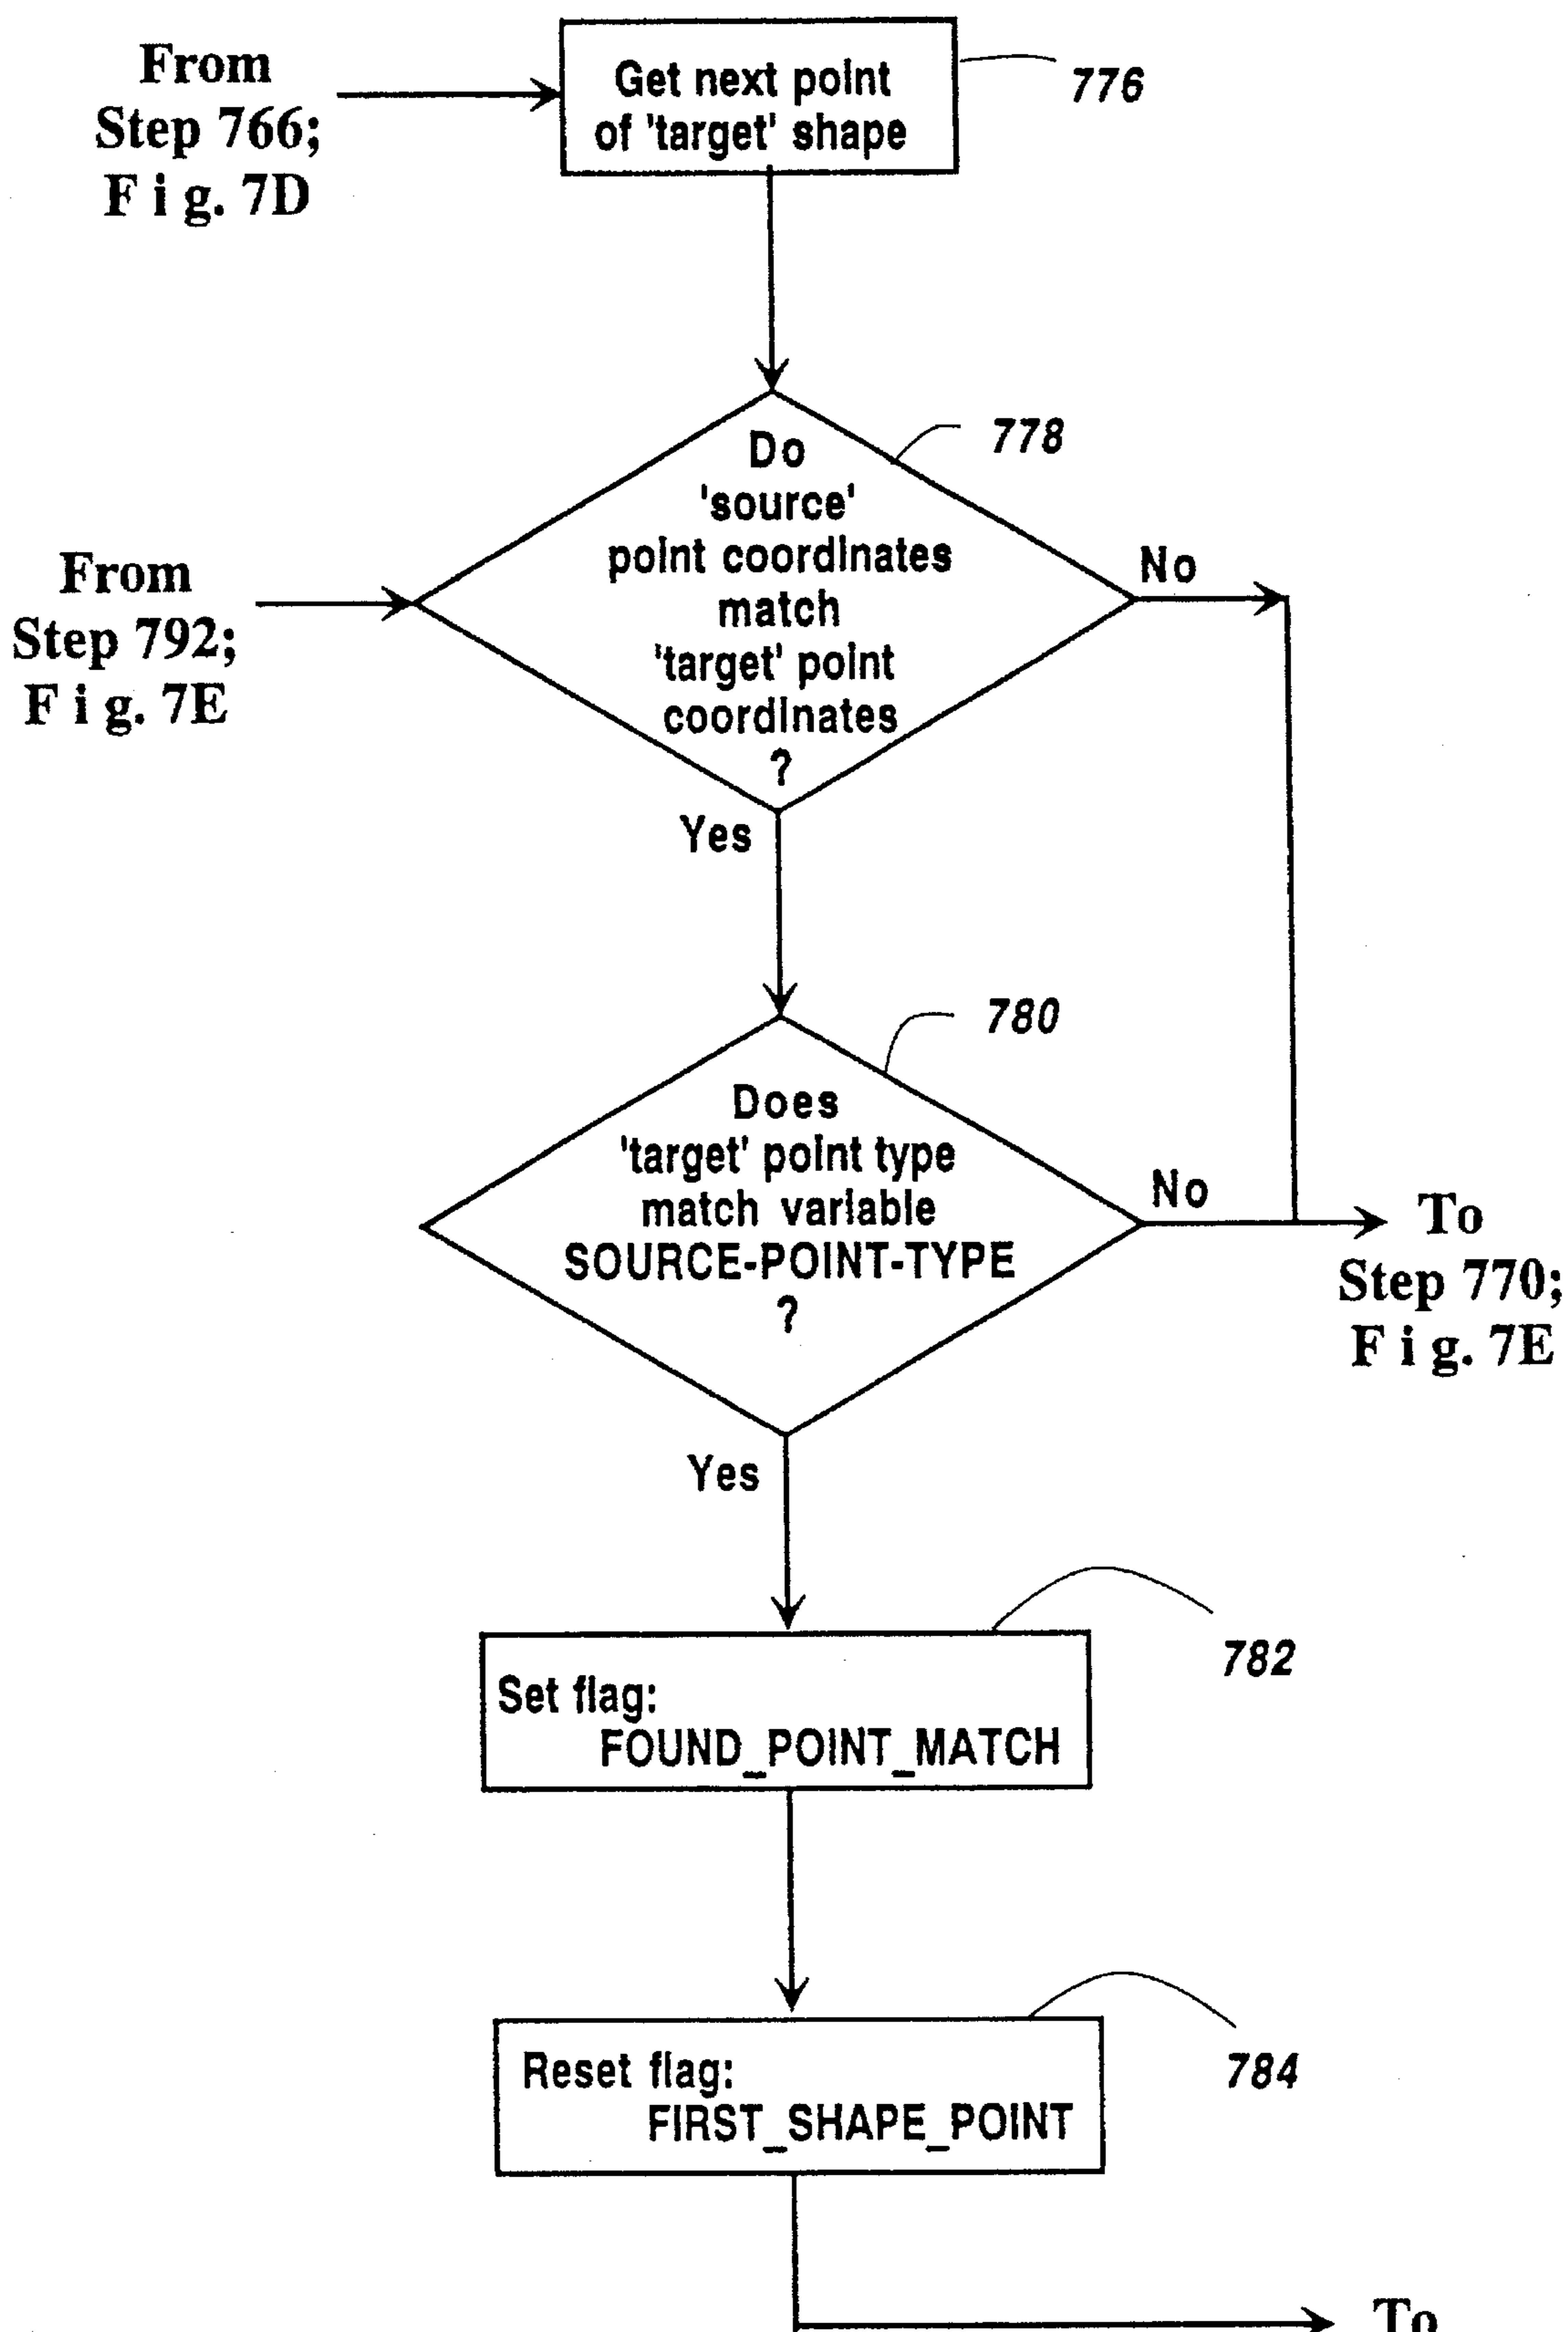 From
Step 766;
F i g. 7D
Get next point
of 'target' shape
776
Do
'source'
point coordinates
match
'target' point
coordinates
?
778
No
From
Step 792;
F i g. 7E
Yes
780
Does
'target' point type
match variable
SOURCE-POINT-TYPE
?
No
To
Step 770;
F i g. 7E
Yes
782
Set flag:
FOUND_POINT_MATCH
784
Reset flag:
FIRST_SHAPE_POINT
To